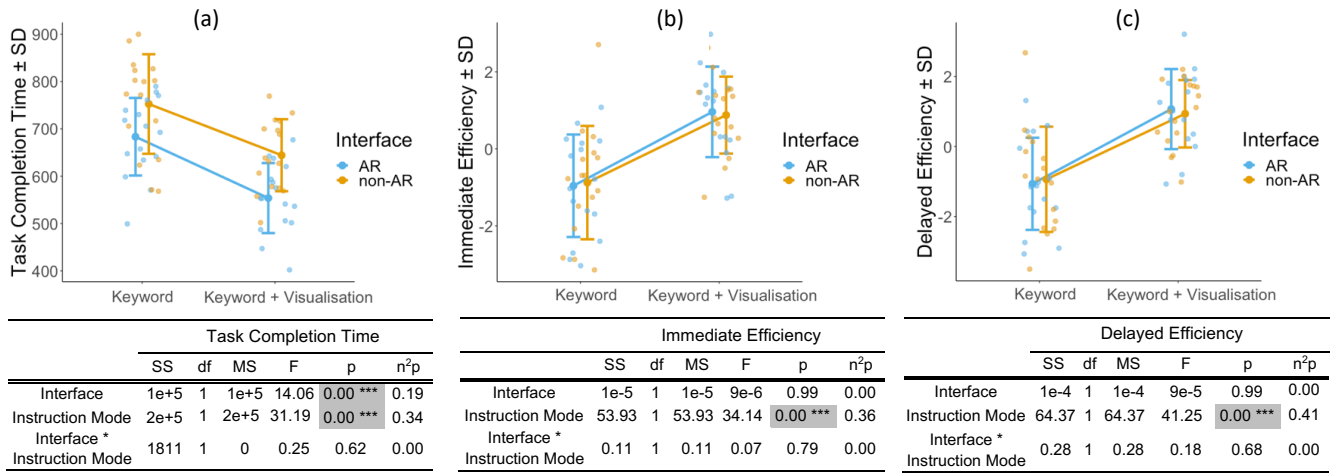 (a)
Task Completion Time ± SD
900
800
700
600
500
400
Keyword
Keyword + Visualisation
Interface
AR
non-AR
Task Completion Time
SS df MS F p n²p
Interface 1e+5 1 1e+5 14.06 0.00 *** 0.19
Instruction Mode 2e+5 1 2e+5 31.19 0.00 *** 0.34
Interface *
Instruction Mode 1811 1 0 0.25 0.62 0.00
(b)
Immediate Efficiency ± SD
2
0
-2
Keyword
Keyword + Visualisation
Interface
AR
non-AR
Immediate Efficiency
SS df MS F p n²p
Interface 1e-5 1 1e-5 9e-6 0.99 0.00
Instruction Mode 53.93 1 53.93 34.14 0.00 *** 0.36
Interface *
Instruction Mode 0.11 1 0.11 0.07 0.79 0.00
(c)
Delayed Efficiency ± SD
2
0
-2
Keyword
Keyword + Visualisation
Interface
AR
non-AR
Delayed Efficiency
SS df MS F p n²p
Interface 1e-4 1 1e-4 9e-5 0.99 0.00
Instruction Mode 64.37 1 64.37 41.25 0.00 *** 0.41
Interface *
Instruction Mode 0.28 1 0.28 0.18 0.68 0.00